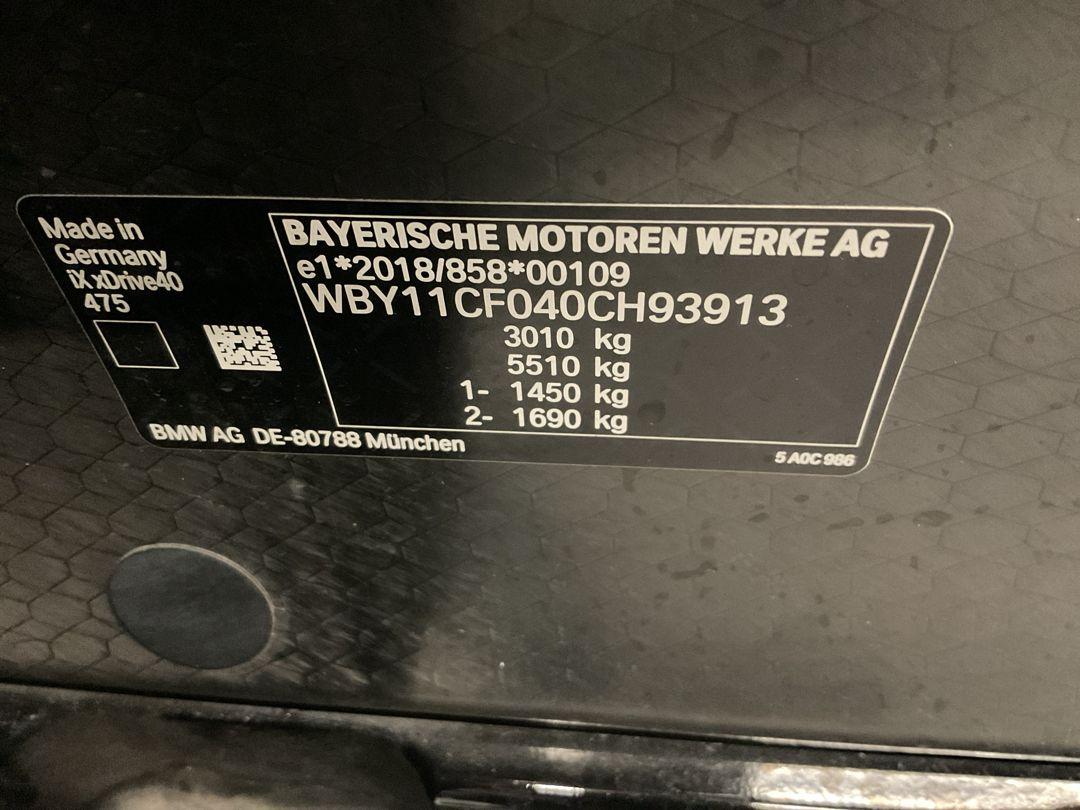 Made in
Germany
iX xDrive40
475
BAYERISCHE MOTOREN WERKE AG
e1*2018/858*00109
WBY11CF040CH93913
3010 kg
5510 kg
1- 1450 kg
2- 1690 kg
BMW AG DE-80788 München
5 A0C 986